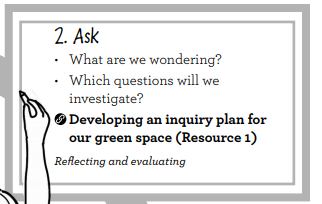 2. Ask
• What are we wondering?
• Which questions will we
investigate?
Developing an inquiry plan for
our green space (Resource 1)
Reflecting and evaluating